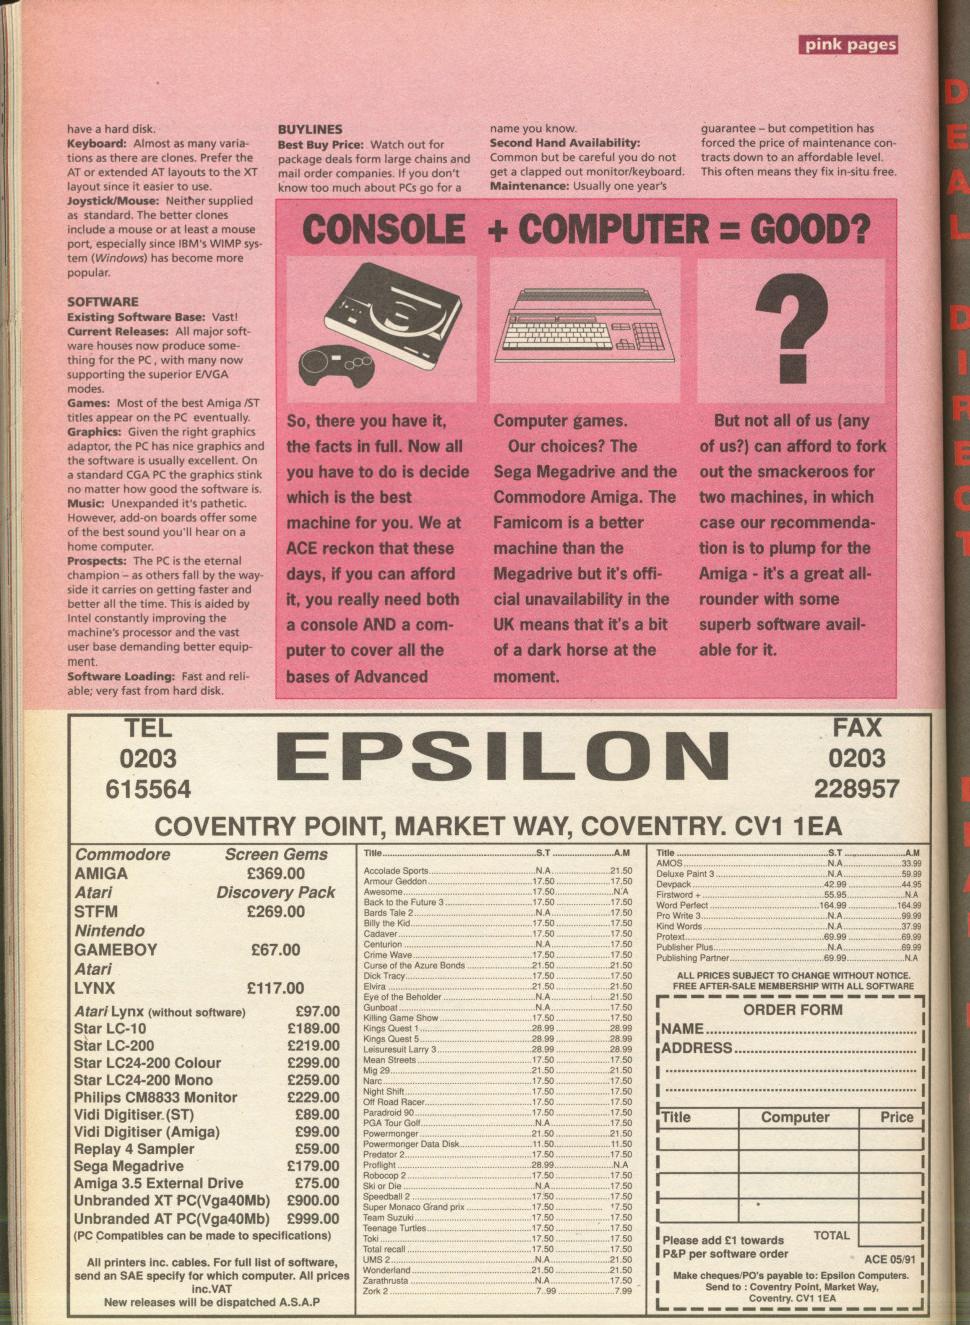 pink pages
have a hard disk.
Keyboard: Almost as many varia-
tions as there are clones. Prefer the
AT or extended AT layouts to the XT
layout since it easier to use.
Joystick/Mouse: Neither supplied
as standard. The better clones
include a mouse or at least a mouse
port, especially since IBM's WIMP sys-
tem (Windows) has become more
popular.
SOFTWARE
Existing Software Base: Vast!
Current Releases: All major soft-
ware houses now produce some-
thing for the PC, with many now
supporting the superior E/VGA
modes.
Games: Most of the best Amiga /ST
titles appear on the PC eventually.
Graphics: Given the right graphics
adaptor, the PC has nice graphics and
the software is usually excellent. On
a standard CGA PC the graphics stink
no matter how good the software is.
Music: Unexpanded it's pathetic.
However, add-on boards offer some
of the best sound you'll hear on a
home computer.
Prospects: The PC is the eternal
champion – as others fall by the way-
side it carries on getting faster and
better all the time. This is aided by
Intel constantly improving the
machine's processor and the vast
user base demanding better equip-
ment.
Software Loading: Fast and reli-
able; very fast from hard disk.
BUYLINES
Best Buy Price: Watch out for
package deals form large chains and
mail order companies. If you don't
know too much about PCs go for a
name you know.
Second Hand Availability:
Common but be careful you do not
get a clapped out monitor/keyboard.
Maintenance: Usually one year's
guarantee – but competition has
forced the price of maintenance con-
tracts down to an affordable level.
This often means they fix in-situ free.
CONSOLE + COMPUTER = GOOD?
?
So, there you have it,
the facts in full. Now all
you have to do is decide
which is the best
machine for you. We at
ACE reckon that these
days, if you can afford
it, you really need both
a console AND a com-
puter to cover all the
bases of Advanced
Computer games.
Our choices? The
Sega Megadrive and the
Commodore Amiga. The
Famicom is a better
machine than the
Megadrive but it's offi-
cial unavailability in the
UK means that it's a bit
of a dark horse at the
moment.
But not all of us (any
of us?) can afford to fork
out the smackeroos for
two machines, in which
case our recommenda-
tion is to plump for the
Amiga - it's a great all-
rounder with some
superb software avail-
able for it.
TEL
0203
615564
EPSILON
FAX
0203
228957
COVENTRY POINT, MARKET WAY, COVENTRY. CV1 1EA
Commodore Screen Gems
AMIGA £369.00
Atari Discovery Pack
STFM £269.00
Nintendo
GAMEBOY £67.00
Atari
LYNX £117.00
Atari Lynx (without software) £97.00
Star LC-10 £189.00
Star LC-200 £219.00
Star LC24-200 Colour £299.00
Star LC24-200 Mono £259.00
Philips CM8833 Monitor £229.00
Vidi Digitiser (ST) £89.00
Vidi Digitiser (Amiga) £99.00
Replay 4 Sampler £59.00
Sega Megadrive £179.00
Amiga 3.5 External Drive £75.00
Unbranded XT PC(Vga40Mb) £900.00
Unbranded AT PC(Vga40Mb) £999.00
(PC Compatibles can be made to specifications)
All printers inc. cables. For full list of software,
send an SAE specify for which computer. All prices
inc.VAT
New releases will be dispatched A.S.A.P
Title S.T A.M
Accolade Sports N.A 21.50
Armour Geddon 17.50 17.50
Awesome 17.50 N.A
Back to the Future 3 17.50 17.50
Bards Tale 2 N.A 17.50
Billy the Kid 17.50 17.50
Cadaver 17.50 17.50
Centurion N.A 17.50
Crime Wave 17.50 17.50
Curse of the Azure Bonds 21.50 21.50
Dick Tracy 17.50 17.50
Elvira 21.50 21.50
Eye of the Beholder N.A 21.50
Gunboat N.A 17.50
Killing Game Show 17.50 17.50
Kings Quest 1 28.99 28.99
Kings Quest 5 28.99 28.99
Leisuresuit Larry 3 28.99 28.99
Mean Streets 17.50 17.50
Mig 29 21.50 21.50
Narc 17.50 17.50
Night Shift 17.50 17.50
Off Road Racer 17.50 17.50
Paradroid 90 17.50 17.50
PGA Tour Golf N.A 17.50
Powermonger 21.50 21.50
Powermonger Data Disk 11.50 11.50
Predator 2 17.50 17.50
Proflight 28.99 N.A
Robocop 2 17.50 17.50
Ski or Die N.A 17.50
Speedball 2 17.50 17.50
Super Monaco Grand prix 17.50 17.50
Team Suzuki 17.50 17.50
Teenage Turtles 17.50 17.50
Toki 17.50 17.50
Total recall 17.50 17.50
UMS 2 N.A 21.50
Wonderland 21.50 21.50
Zarathrusta N.A 17.50
Zork 2 7..99 7.99
Title S.T A.M
AMOS N.A 33.99
Deluxe Paint 3 N.A 59.99
Devpack 42.99 44.95
Firstword + 55.95 N.A
Word Perfect 164.99 164.99
Pro Write 3 N.A 99.99
Kind Words N.A 37.99
Protext 69.99 69.99
Publisher Plus N.A 69.99
Publishing Partner 69.99 N.A
ALL PRICES SUBJECT TO CHANGE WITHOUT NOTICE.
FREE AFTER-SALE MEMBERSHIP WITH ALL SOFTWARE
ORDER FORM
NAME
ADDRESS
Title Computer Price
Please add £1 towards
P&P per software order
TOTAL
ACE 05/91
Make cheques/PO's payable to: Epsilon Computers.
Send to : Coventry Point, Market Way,
Coventry. CV1 1EA